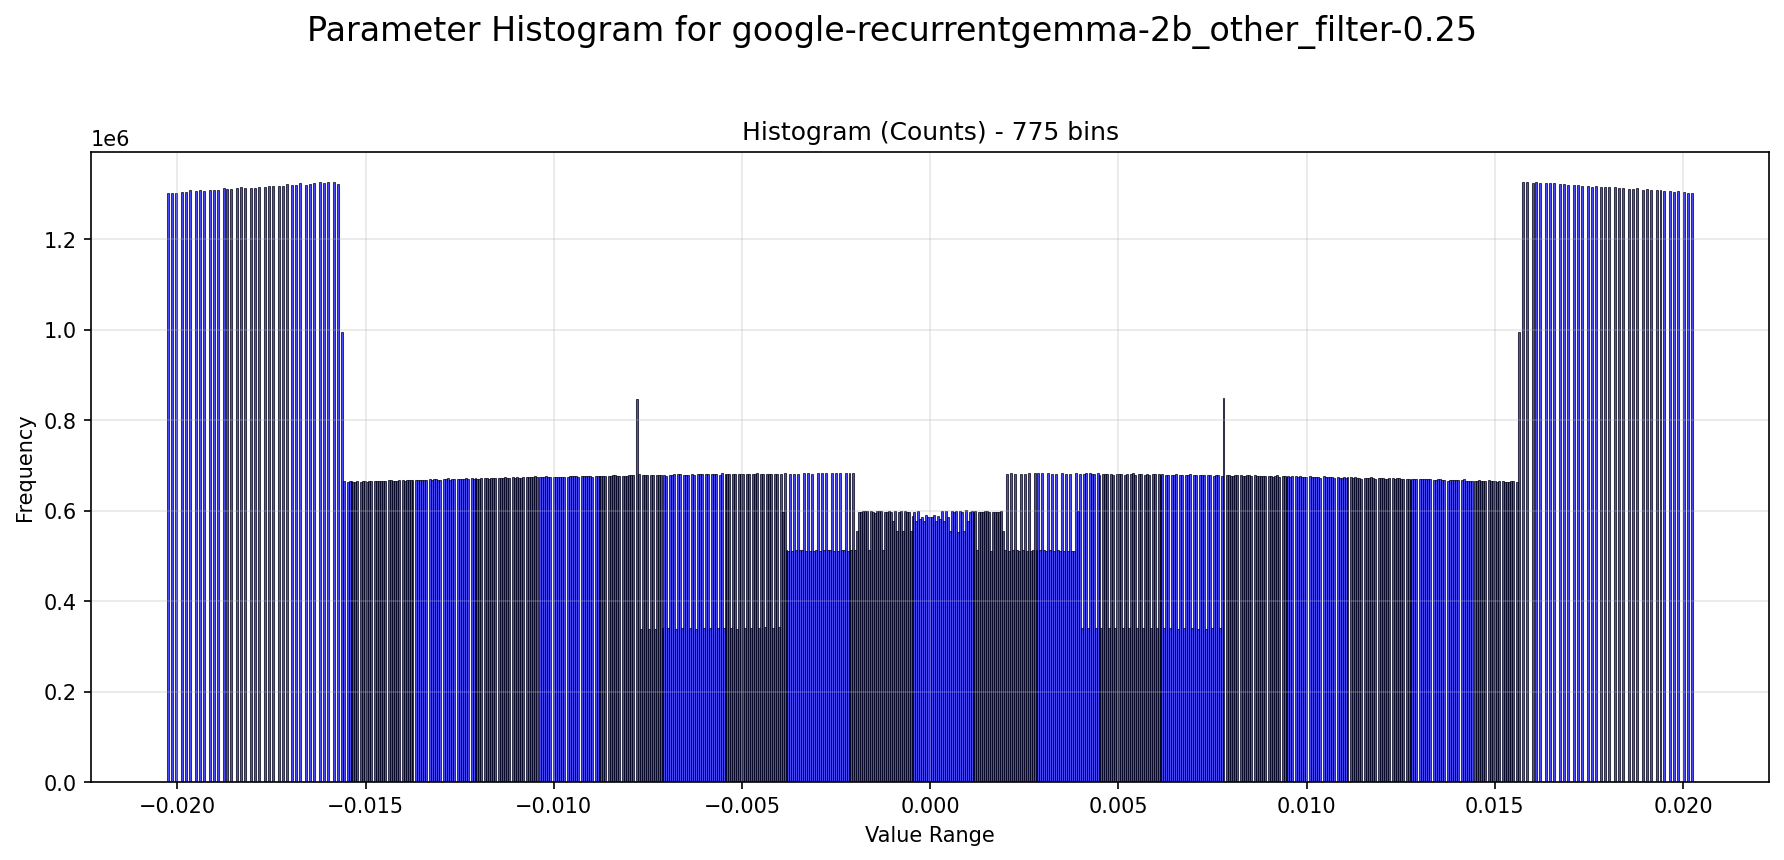 Parameter Histogram for google-recurrentgemma-2b_other_filter-0.25
Histogram (Counts) - 775 bins
1e6
1.2
1.0
0.8
0.6
0.4
0.2
0.0
Frequency
−0.020 −0.015 −0.010 −0.005 0.000 0.005 0.010 0.015 0.020
Value Range